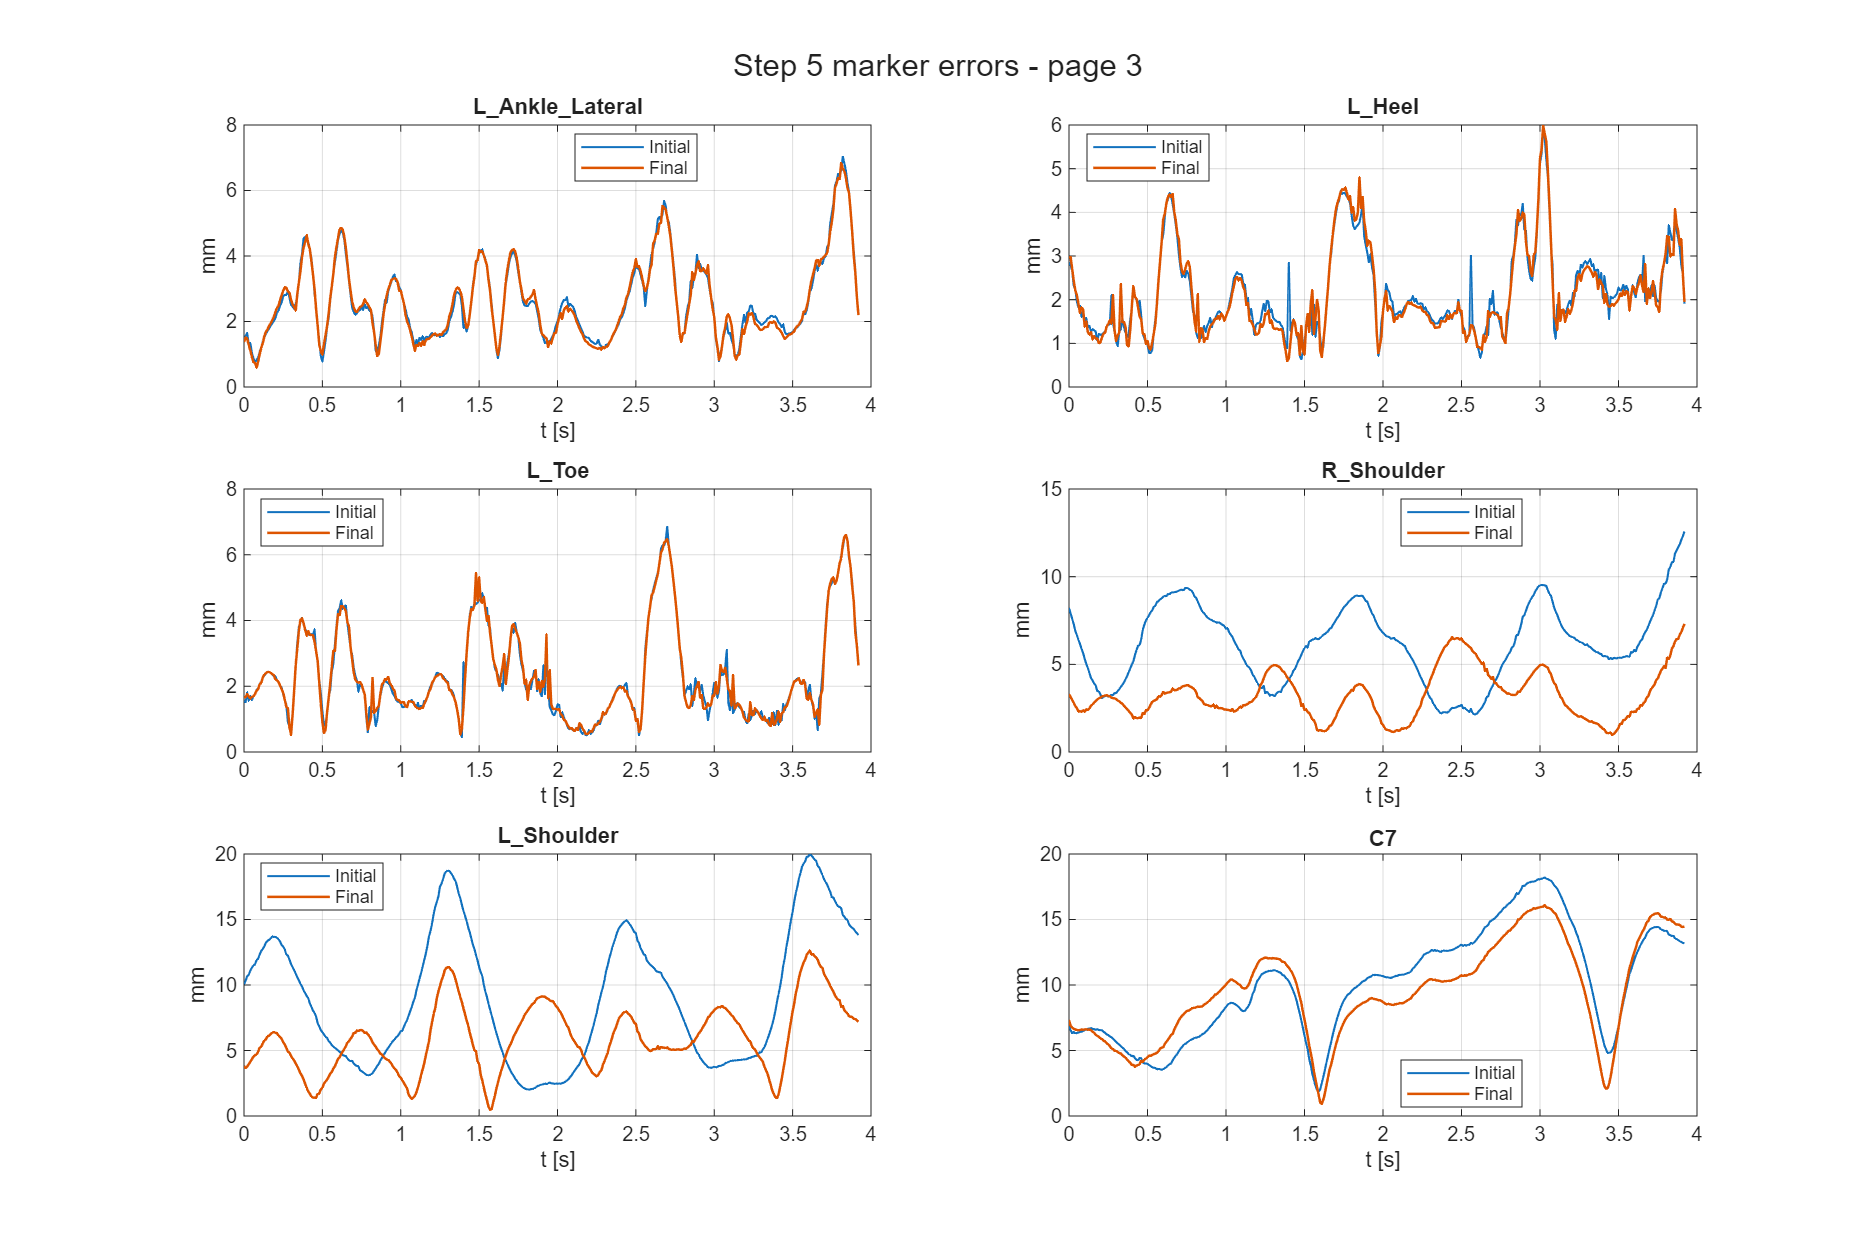 Step 5 marker errors - page 3
L_Ankle_Lateral
8
6
4
2
0
mm
Initial
Final
0 0.5 1 1.5 2 2.5 3 3.5 4
t [s]
L_Heel
6
5
4
3
2
1
0
mm
Initial
Final
0 0.5 1 1.5 2 2.5 3 3.5 4
t [s]
L_Toe
8
6
4
2
0
mm
Initial
Final
0 0.5 1 1.5 2 2.5 3 3.5 4
t [s]
R_Shoulder
15
10
5
0
mm
Initial
Final
0 0.5 1 1.5 2 2.5 3 3.5 4
t [s]
L_Shoulder
20
15
10
5
0
mm
Initial
Final
0 0.5 1 1.5 2 2.5 3 3.5 4
t [s]
C7
20
15
10
5
0
mm
Initial
Final
0 0.5 1 1.5 2 2.5 3 3.5 4
t [s]